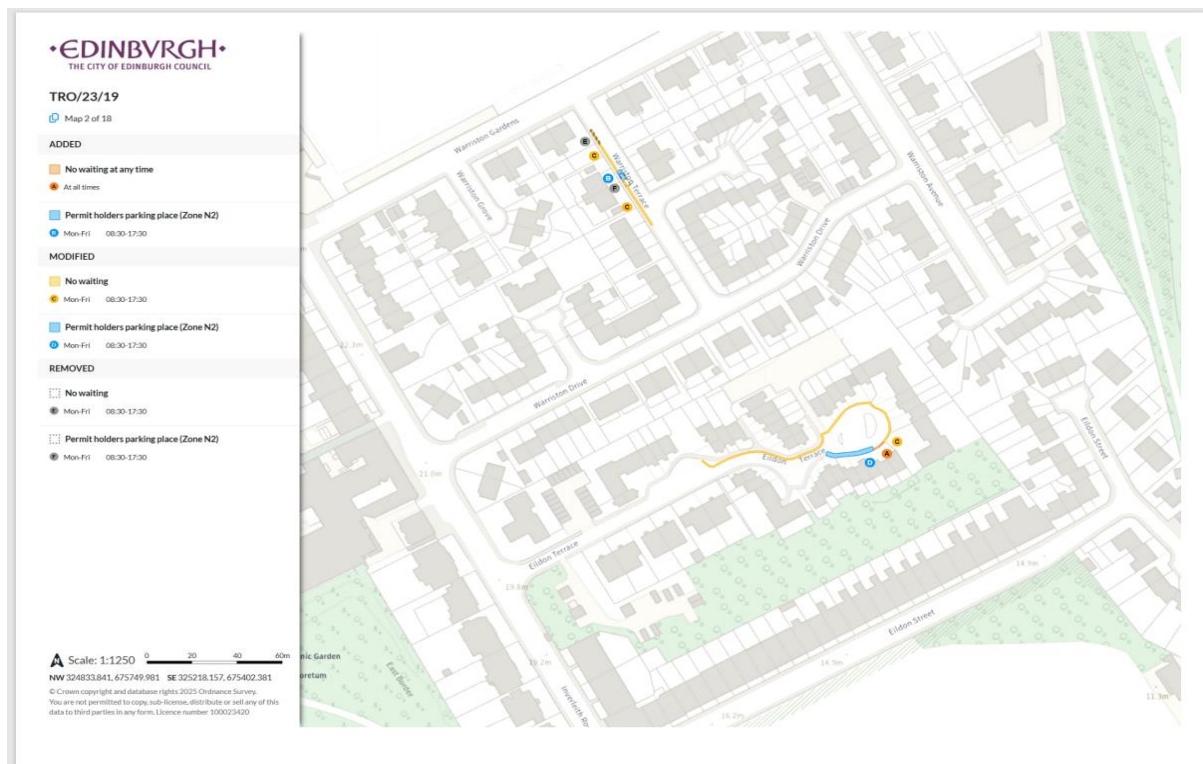 EDINBVRGH
THE CITY OF EDINBURGH COUNCIL
TRO/23/19
Map 2 of 18
ADDED
No waiting at any time
A At all times
Permit holders parking place (Zone N2)
B Mon-Fri 08:30-17:30
MODIFIED
No waiting
C Mon-Fri 08:30-17:30
Permit holders parking place (Zone N2)
D Mon-Fri 08:30-17:30
REMOVED
No waiting
E Mon-Fri 08:30-17:30
Permit holders parking place (Zone N2)
F Mon-Fri 08:30-17:30
Scale: 1:1250 0 20 40 60m
NW 324833.841, 675749.981 SE 325218.157, 675402.381
© Crown copyright and database rights 2025 Ordnance Survey.
You are not permitted to copy, sub-license, distribute or sell any of this
data to third parties in any form. Licence number 100023420
Warriston Gardens
Warriston Grove
Warriston Terrace
Warriston Avenue
Warriston Drive
Warriston Drive
E
C
B
F
C
22.3m
21.0m
Eildon Terrace
C
A
D
Eildon Street
Eildon Terrace
19.8m
14.9m
Eildon Street
19.2m
14.9m
nic Garden
oretum
East Border
Inverleith Ro
16.2m
11.3m